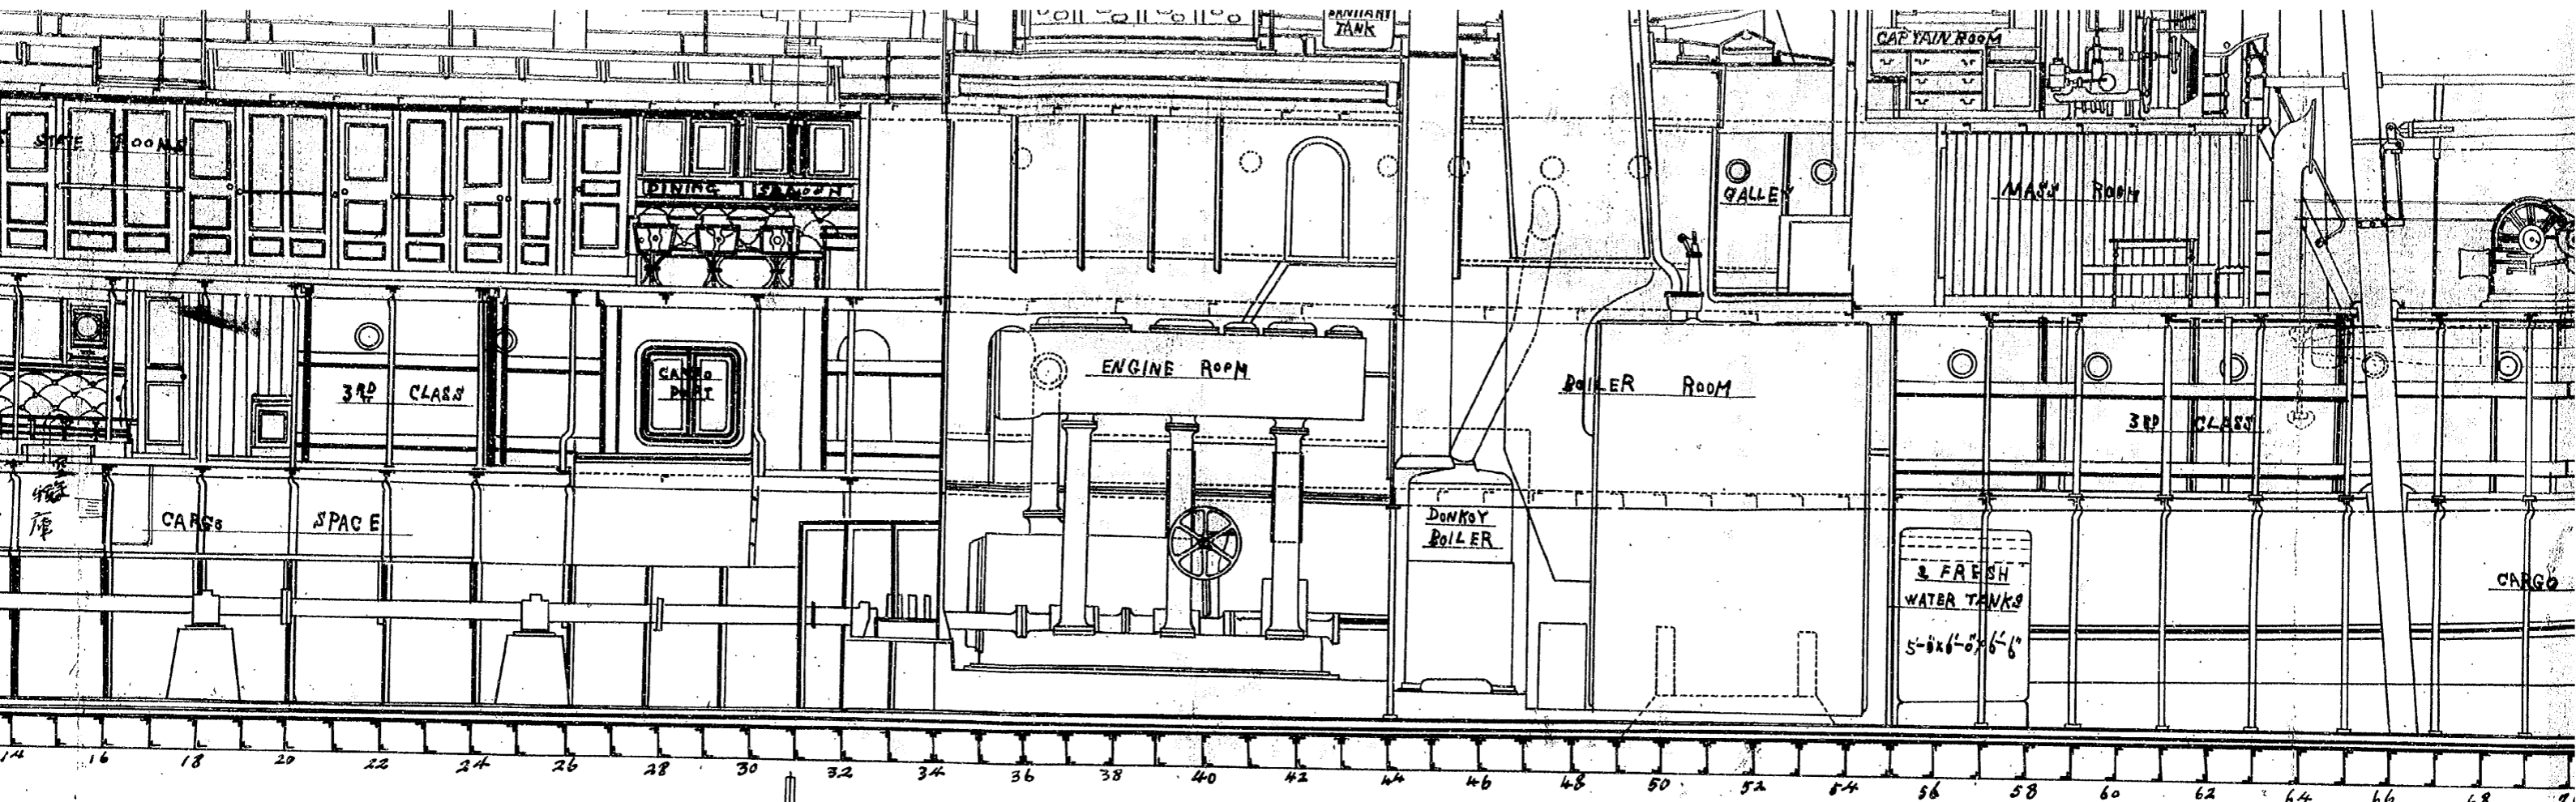 SANITARY
TANK
CAPTAIN ROOM
STATE ROOMS
DINING SALOON
GALLEY
MASS ROOM
3RD CLASS
CARGO
PORT
ENGINE ROOM
BOILER ROOM
3RD CLASS
庫
CARGO SPACE
DONKOY
BOILER
2 FRESH
WATER TANKS
5'-0"x6'-0"x6'-6"
CARGO
14 16 18 20 22 24 26 28 30 32 34 36 38 40 42 44 46 48 50 52 54 56 58 60 62 64 66 68